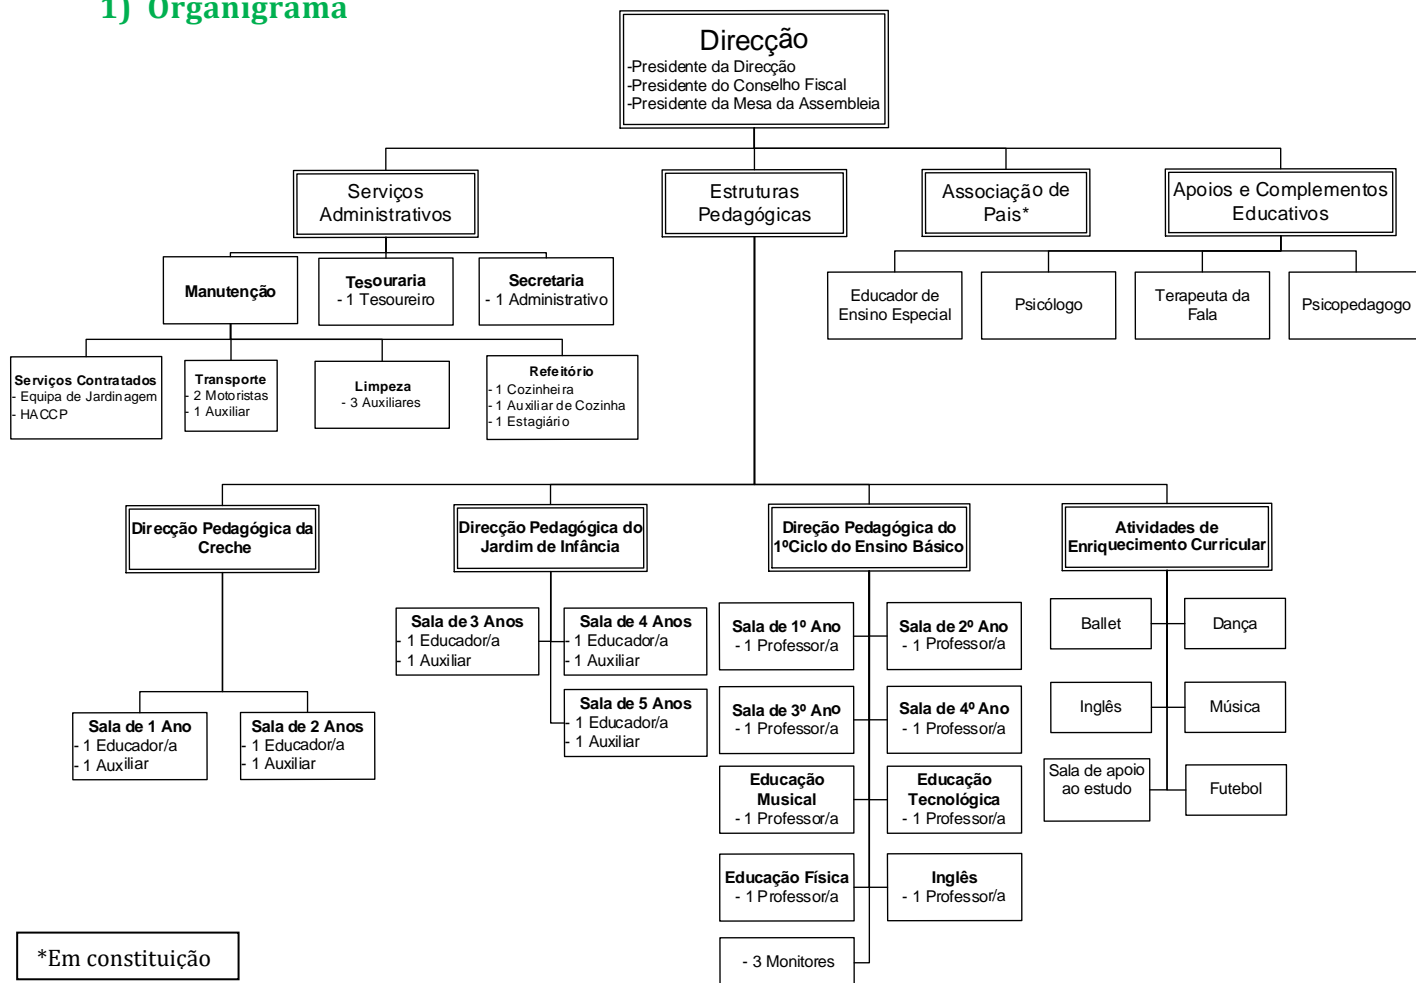 1) Organigrama
Direcção
-Presidente da Direcção
-Presidente do Conselho Fiscal
-Presidente da Mesa da Assembleia
Serviços
Administrativos
Estruturas
Pedagógicas
Associação de
Pais*
Apoios e Complementos
Educativos
Manutenção
Tesouraria
- 1 Tesoureiro
Secretaria
- 1 Administrativo
Educador de
Ensino Especial
Psicólogo
Terapeuta da
Fala
Psicopedagogo
Serviços Contratados
- Equipa de Jardinagem
- HACCP
Transporte
- 2 Motoristas
- 1 Auxiliar
Limpeza
- 3 Auxiliares
Refeitório
- 1 Cozinheira
- 1 Auxiliar de Cozinha
- 1 Estagiário
Direcção Pedagógica da
Creche
Direcção Pedagógica do
Jardim de Infância
Direção Pedagógica do
1ºCiclo do Ensino Básico
Atividades de
Enriquecimento Curricular
Sala de 1 Ano
- 1 Educador/a
- 1 Auxiliar
Sala de 2 Anos
- 1 Educador/a
- 1 Auxiliar
Sala de 3 Anos
- 1 Educador/a
- 1 Auxiliar
Sala de 4 Anos
- 1 Educador/a
- 1 Auxiliar
Sala de 5 Anos
- 1 Educador/a
- 1 Auxiliar
Sala de 1º Ano
- 1 Professor/a
Sala de 2º Ano
- 1 Professor/a
Sala de 3º Ano
- 1 Professor/a
Sala de 4º Ano
- 1 Professor/a
Educação
Musical
- 1 Professor/a
Educação
Tecnológica
- 1 Professor/a
Educação Física
- 1 Professor/a
Inglês
- 1 Professor/a
- 3 Monitores
Ballet
Dança
Inglês
Música
Sala de apoio
ao estudo
Futebol
*Em constituição